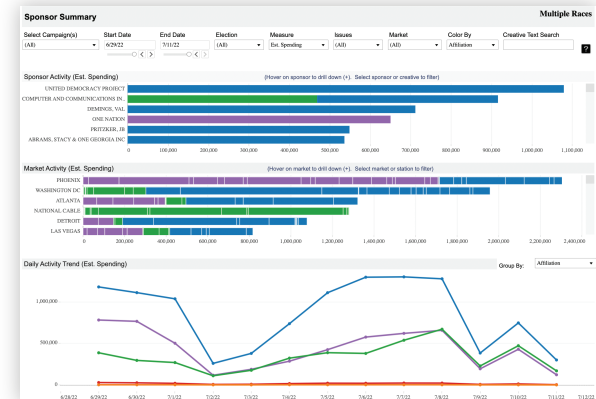 Sponsor Summary
Multiple Races
Select Campaign(s) Start Date End Date Election Measure Issues Market Color By Creative Text Search
(All) 6/29/22 7/11/22 (All) Est. Spending (All) (All) Affiliation
?
Sponsor Activity (Est. Spending) (Hover on sponsor to drill down (+). Select sponsor or creative to filter)
UNITED DEMOCRACY PROJECT
COMPUTER AND COMMUNICATIONS IN..
DEMINGS, VAL
ONE NATION
PRITZKER, JB
ABRAMS, STACY & ONE GEORGIA INC
0 100,000 200,000 300,000 400,000 500,000 600,000 700,000 800,000 900,000 1,000,000 1,100,000
Market Activity (Est. Spending) (Hover on market to drill down (+). Select market or station to filter)
PHOENIX
WASHINGTON DC
ATLANTA
NATIONAL CABLE
DETROIT
LAS VEGAS
0 200,000 400,000 600,000 800,000 1,000,000 1,200,000 1,400,000 1,600,000 1,800,000 2,000,000 2,200,000 2,400,000
Daily Activity Trend (Est. Spending) Group By: Affiliation
1,000,000
500,000
0
6/28/22 6/29/22 6/30/22 7/1/22 7/2/22 7/3/22 7/4/22 7/5/22 7/6/22 7/7/22 7/8/22 7/9/22 7/10/22 7/11/22 7/12/22